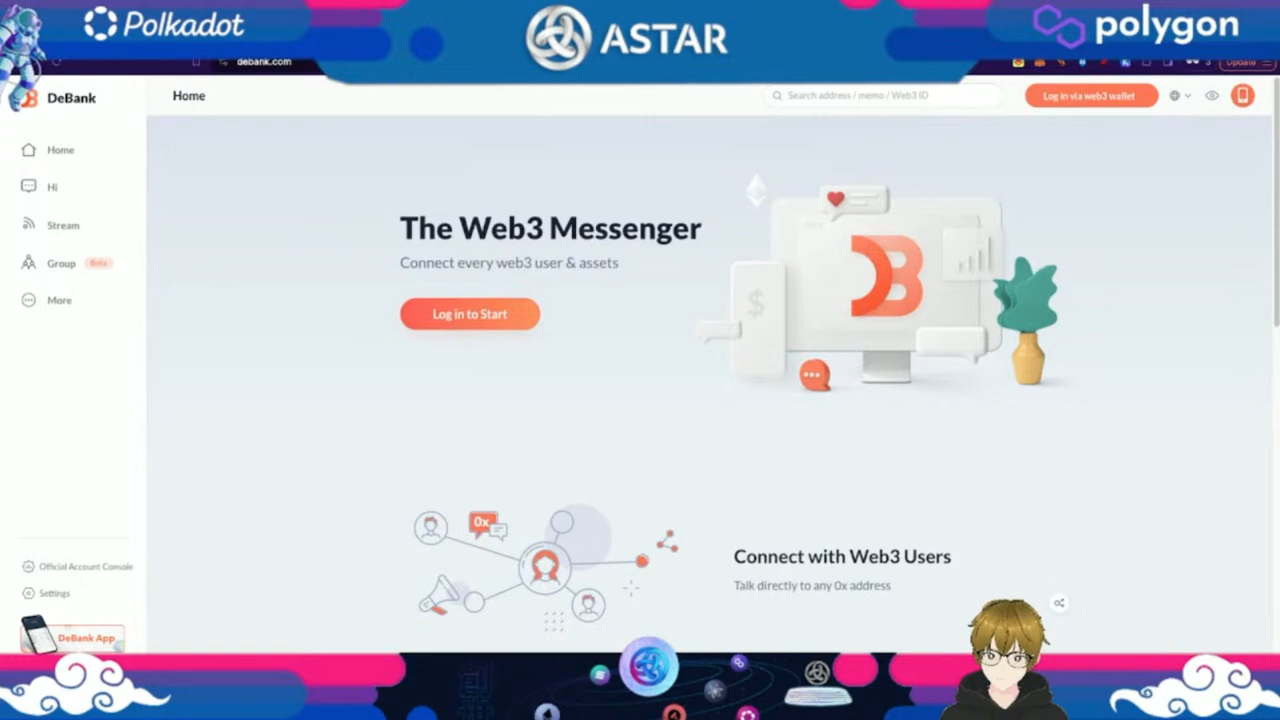 Polkadot
ASTAR
polygon
debank.com
3
Update
DeBank
Home
Search address / memo / Web3 ID
Log in via web3 wallet
Home
Hi
Stream
Group Beta
More
The Web3 Messenger
Connect every web3 user & assets
Log in to Start
$
0x
Connect with Web3 Users
Talk directly to any 0x address
Official Account Console
Settings
DeBank App